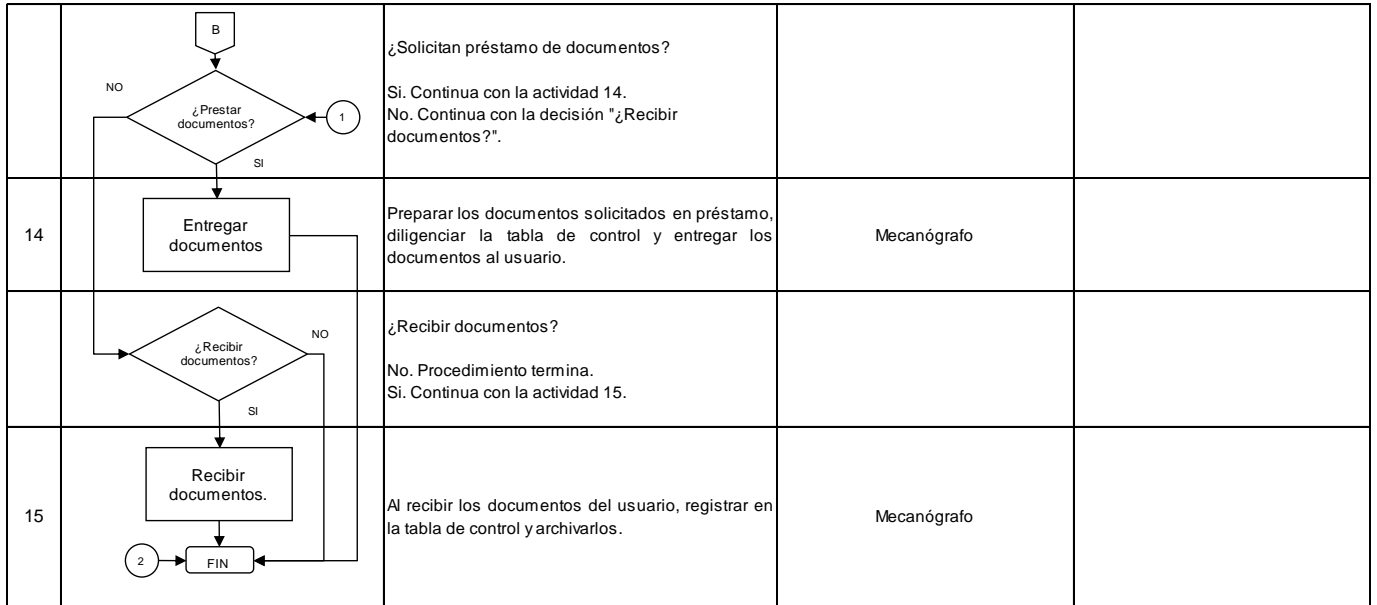 B
NO
¿Prestar
documentos?
1
SI
¿Solicitan préstamo de documentos?
Si. Continua con la actividad 14.
No. Continua con la decisión "¿Recibir
documentos?".
14
Entregar
documentos
Preparar los documentos solicitados en préstamo,
diligenciar la tabla de control y entregar los
documentos al usuario.
Mecanógrafo
¿Recibir
documentos?
NO
SI
¿Recibir documentos?
No. Procedimiento termina.
Si. Continua con la actividad 15.
15
Recibir
documentos.
2
FIN
Al recibir los documentos del usuario, registrar en
la tabla de control y archivarlos.
Mecanógrafo